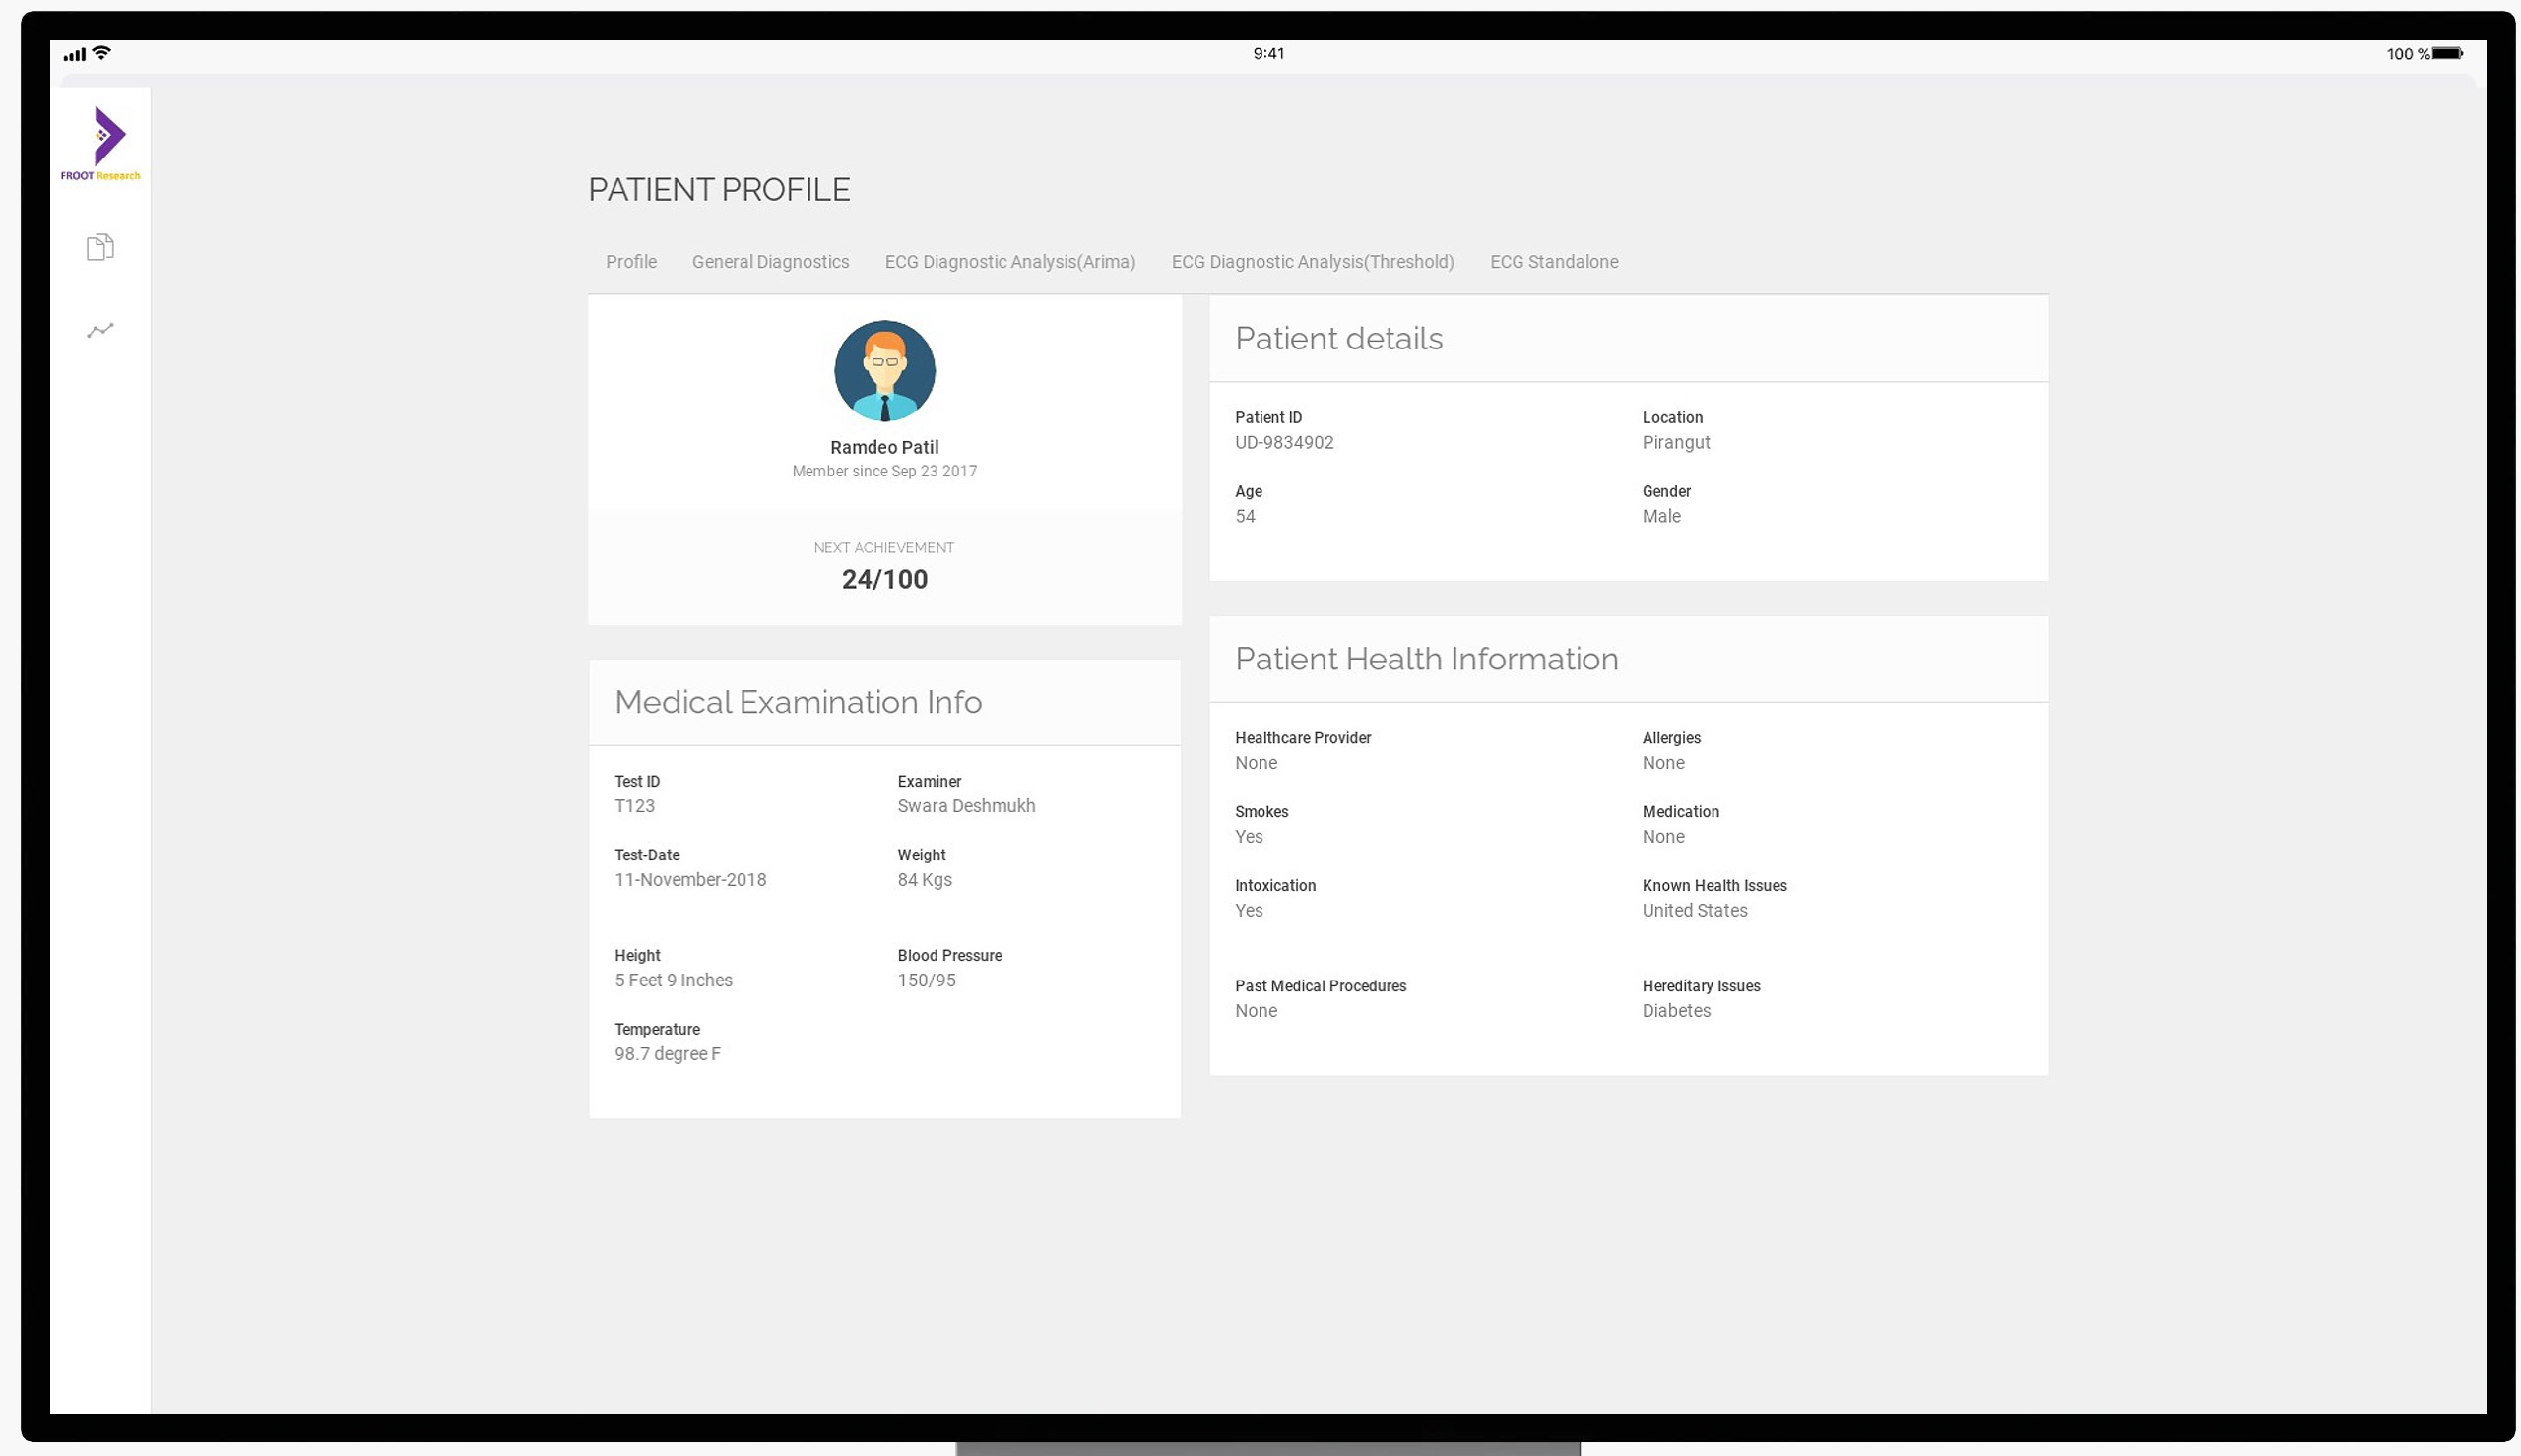 9:41
100 %
FROOT Research
PATIENT PROFILE
Profile General Diagnostics ECG Diagnostic Analysis(Arima) ECG Diagnostic Analysis(Threshold) ECG Standalone
Ramdeo Patil
Member since Sep 23 2017
NEXT ACHIEVEMENT
24/100
Medical Examination Info
Test ID
T123
Examiner
Swara Deshmukh
Test-Date
11-November-2018
Weight
84 Kgs
Height
5 Feet 9 Inches
Blood Pressure
150/95
Temperature
98.7 degree F
Patient details
Patient ID
UD-9834902
Location
Pirangut
Age
54
Gender
Male
Patient Health Information
Healthcare Provider
None
Allergies
None
Smokes
Yes
Medication
None
Intoxication
Yes
Known Health Issues
United States
Past Medical Procedures
None
Hereditary Issues
Diabetes